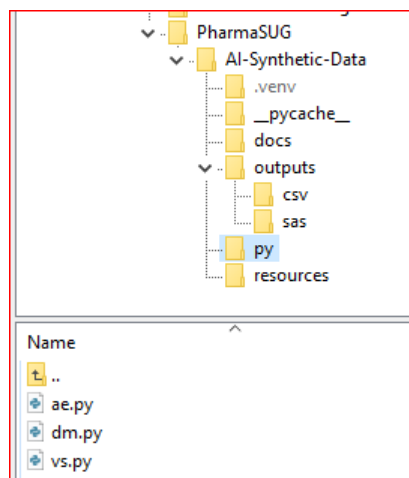 PharmaSUG
AI-Synthetic-Data
.venv
__pycache__
docs
outputs
csv
sas
py
resources
Name
..
ae.py
dm.py
vs.py